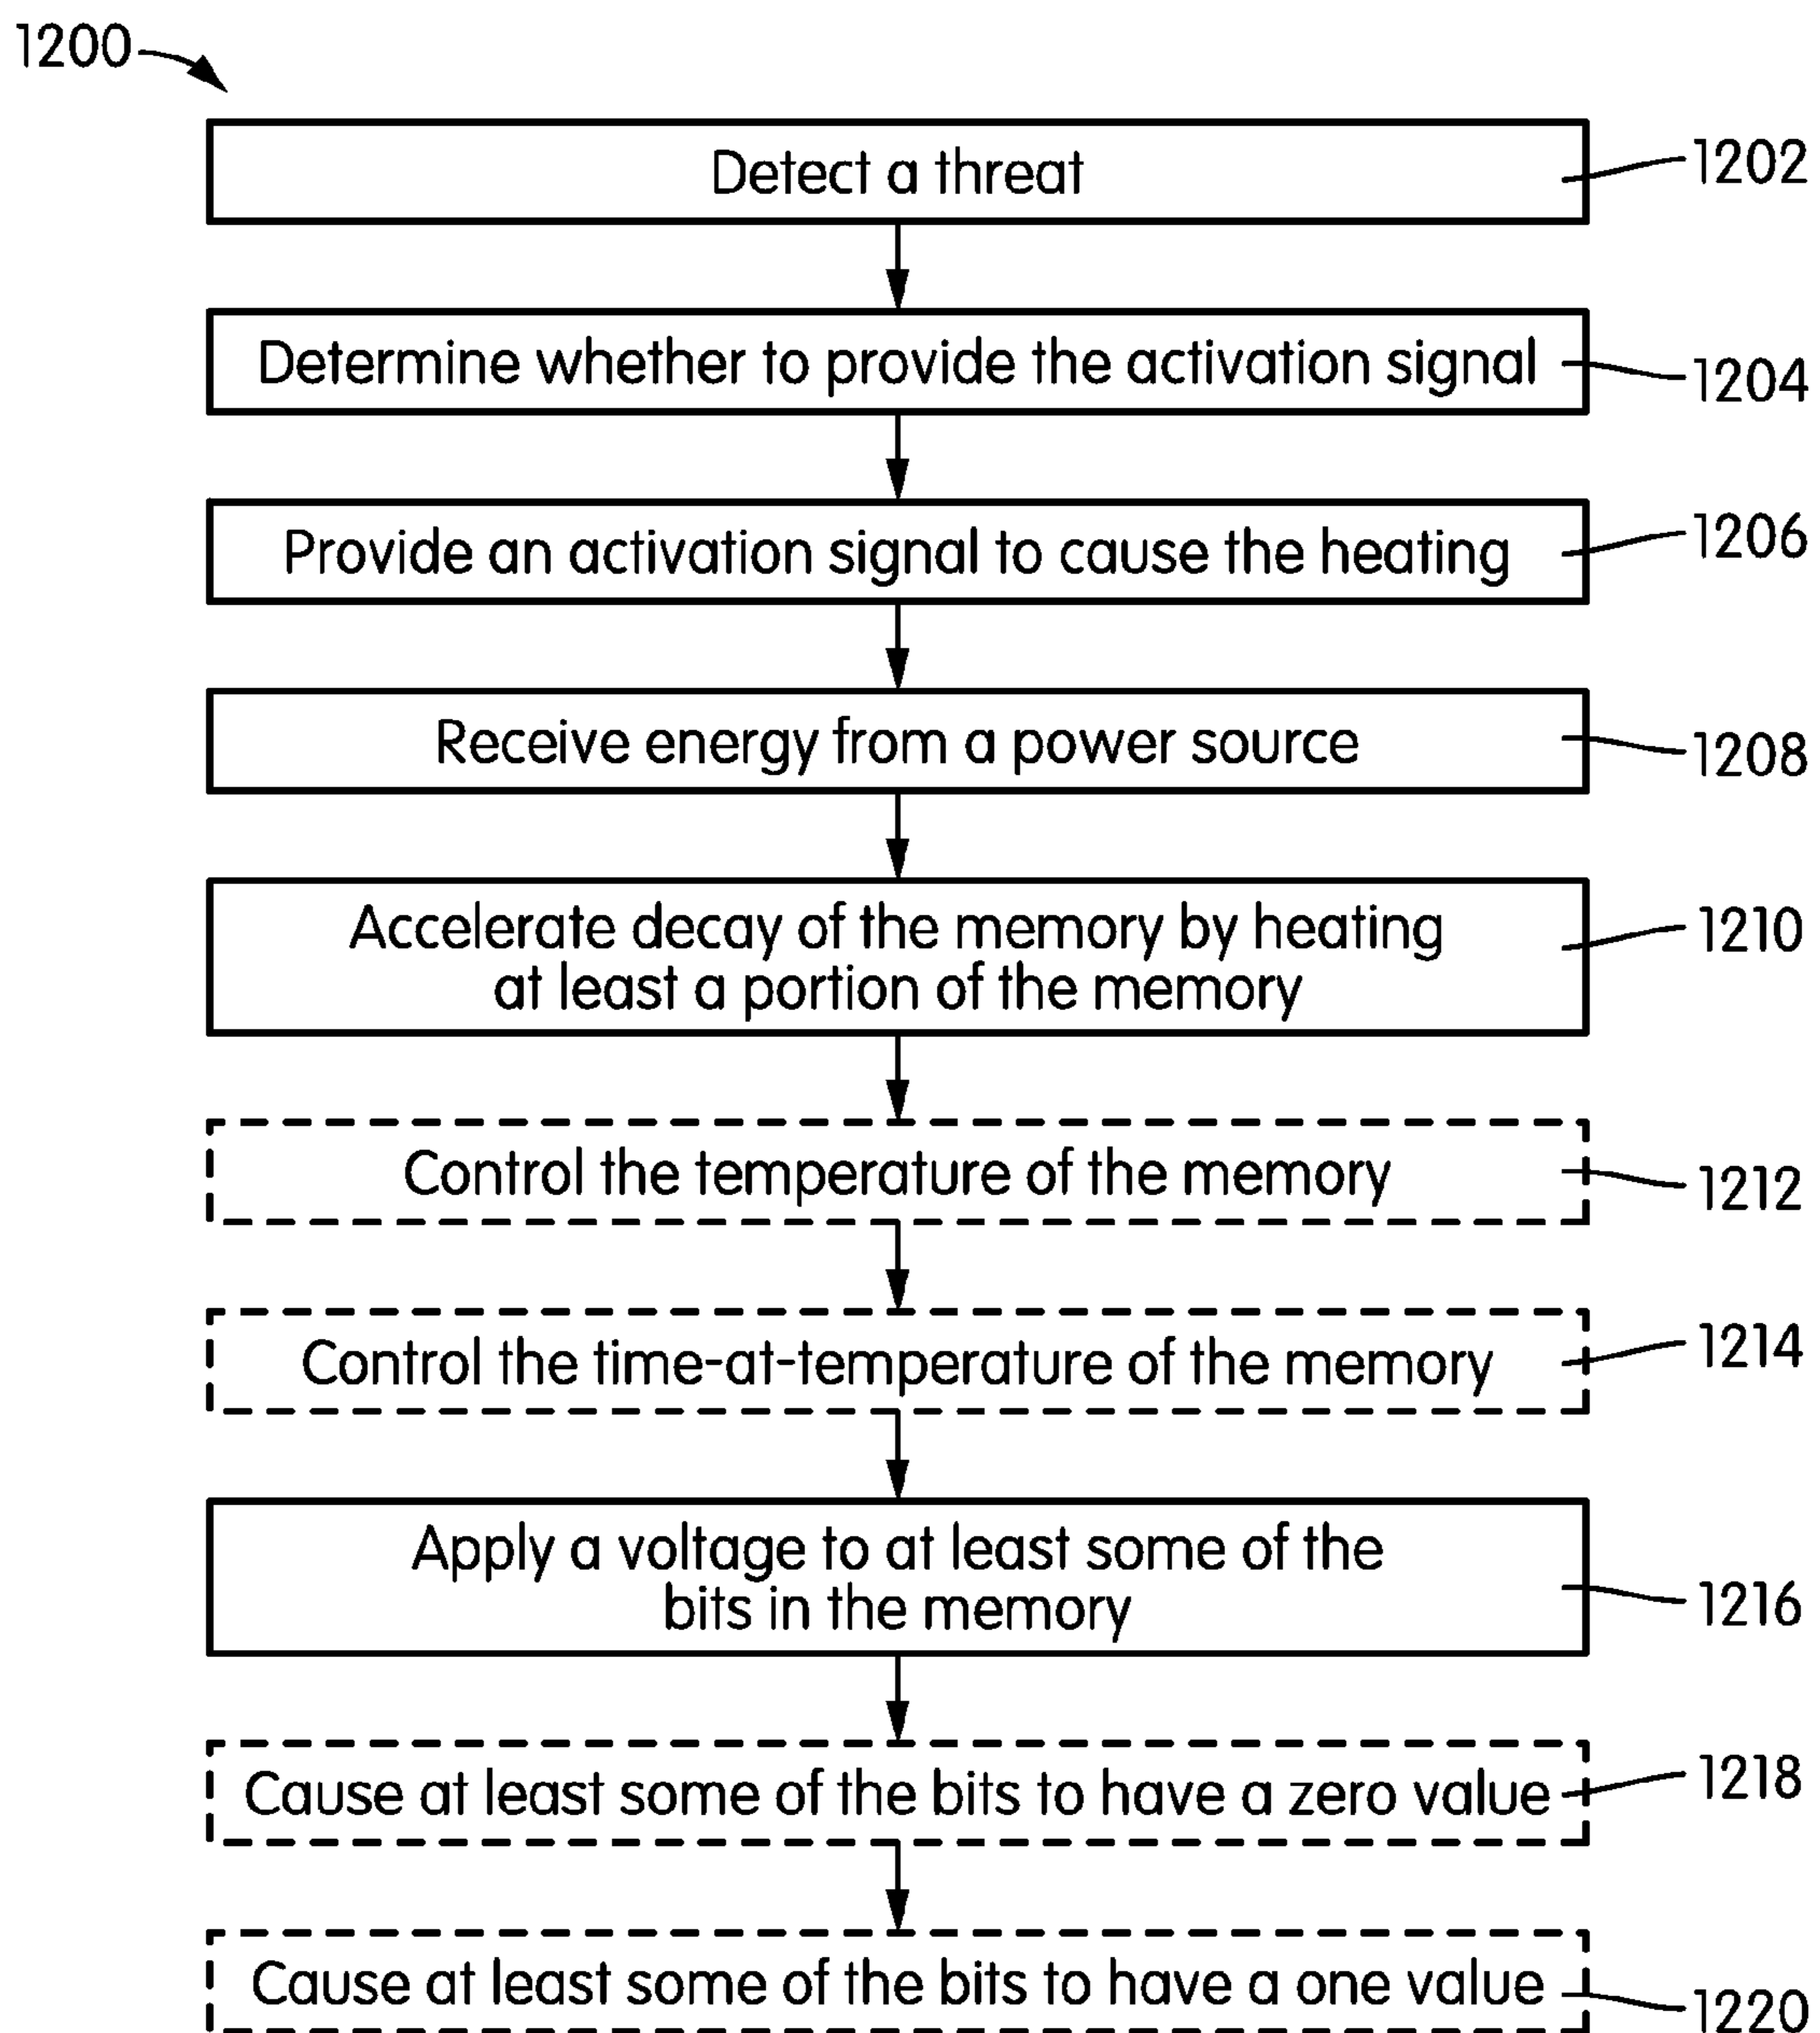 1200
Detect a threat
1202
Determine whether to provide the activation signal
1204
Provide an activation signal to cause the heating
1206
Receive energy from a power source
1208
Accelerate decay of the memory by heating
at least a portion of the memory
1210
Control the temperature of the memory
1212
Control the time-at-temperature of the memory
1214
Apply a voltage to at least some of the
bits in the memory
1216
Cause at least some of the bits to have a zero value
1218
Cause at least some of the bits to have a one value
1220